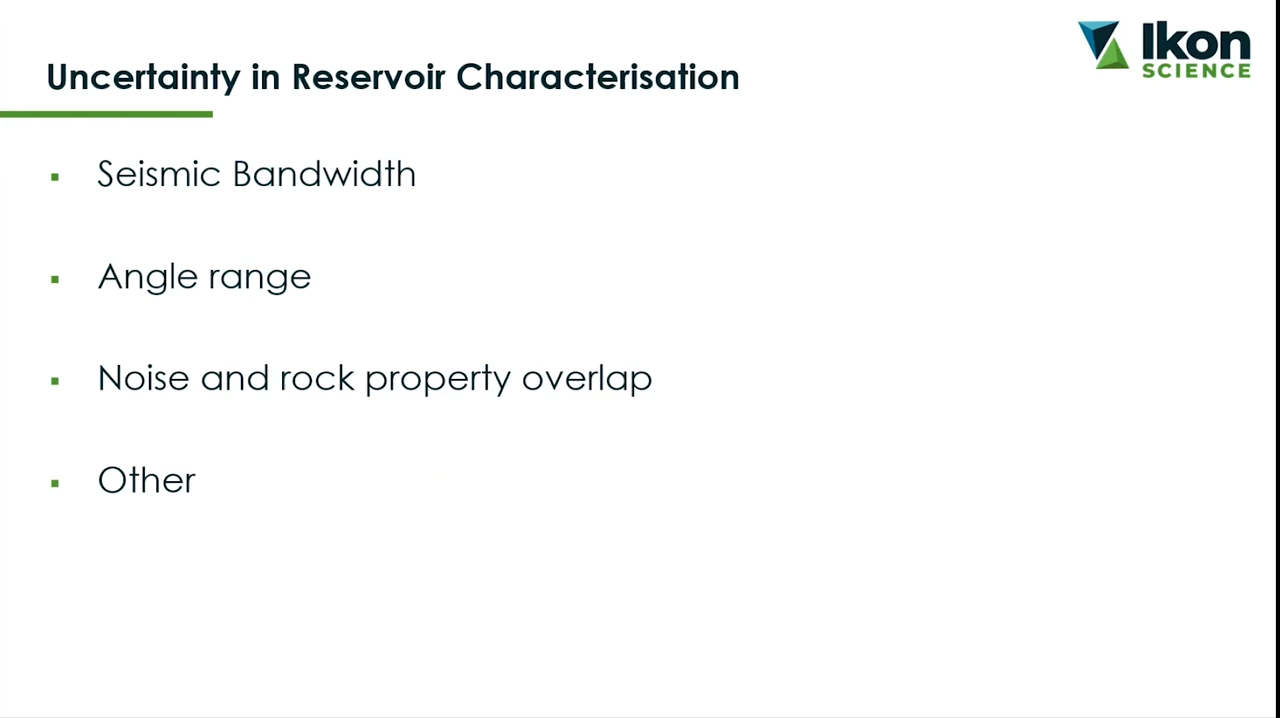 Ikon
SCIENCE
Uncertainty in Reservoir Characterisation
Seismic Bandwidth
Angle range
Noise and rock property overlap
Other